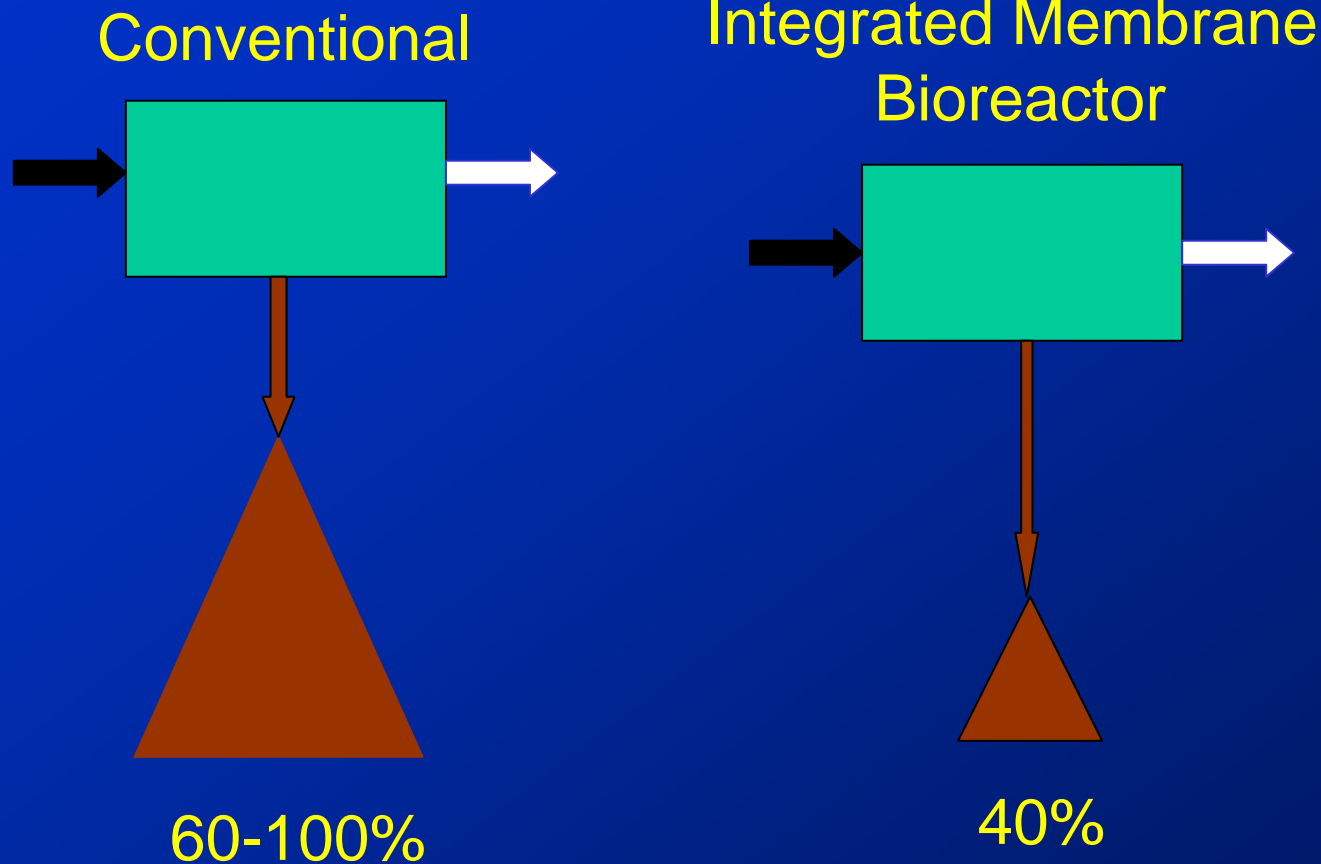 Conventional
Integrated Membrane
Bioreactor
60-100%
40%